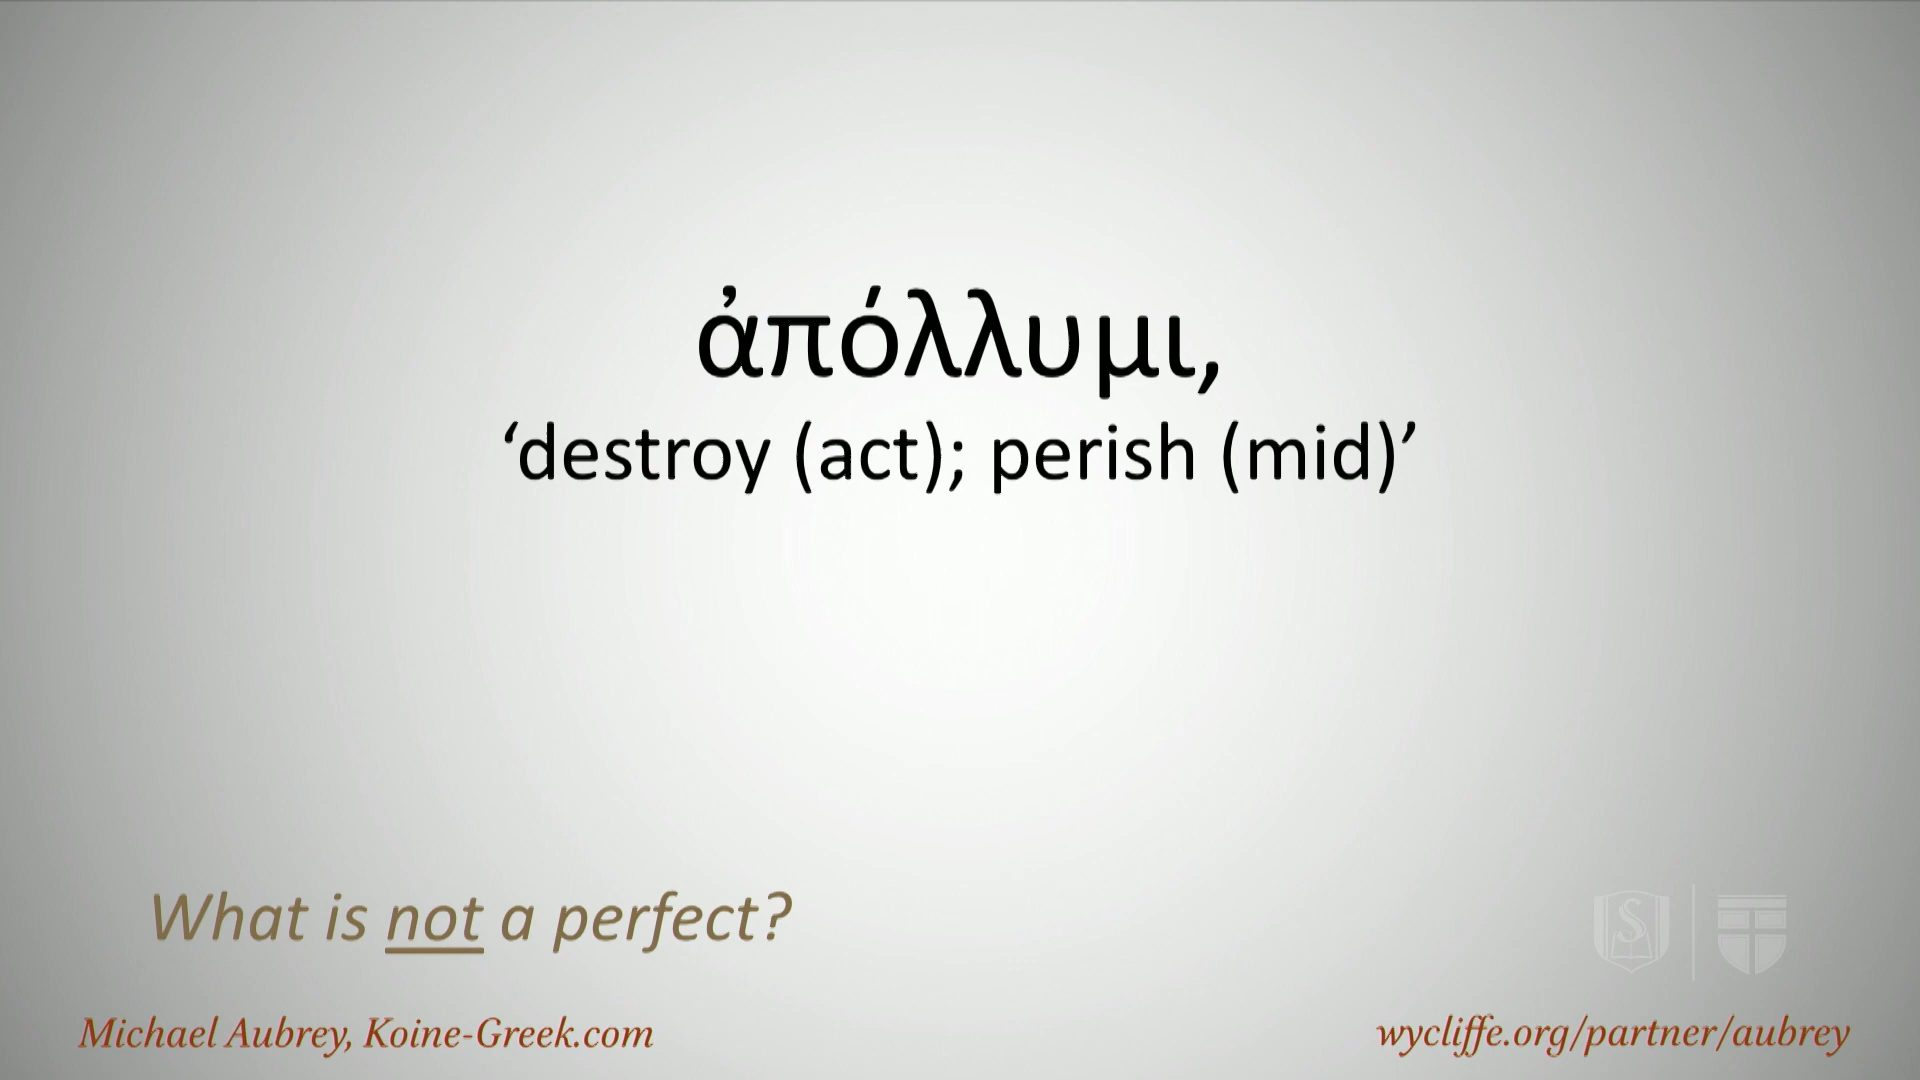 ἀπόλλυμι,
‘destroy (act); perish (mid)’
What is not a perfect?
Michael Aubrey, Koine-Greek.com
wycliffe.org/partner/aubrey